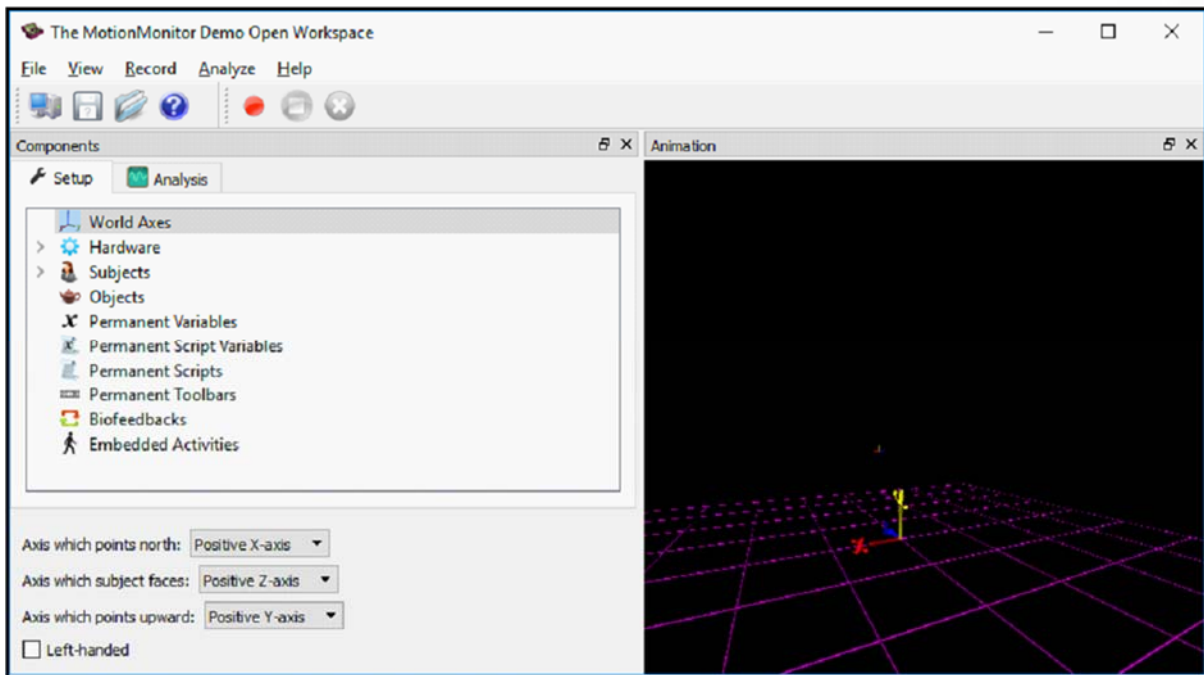 The MotionMonitor Demo Open Workspace
File View Record Analyze Help
Components
Animation
Setup
Analysis
World Axes
Hardware
Subjects
Objects
Permanent Variables
Permanent Script Variables
Permanent Scripts
Permanent Toolbars
Biofeedbacks
Embedded Activities
Axis which points north: Positive X-axis
Axis which subject faces: Positive Z-axis
Axis which points upward: Positive Y-axis
Left-handed
Y
X